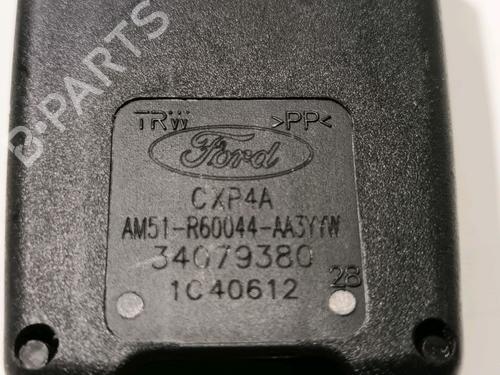 B-PARTS
TRW >PP<
Ford
CXP4A
AM51-R60044-AA3YYW
34079380
28
1C40612